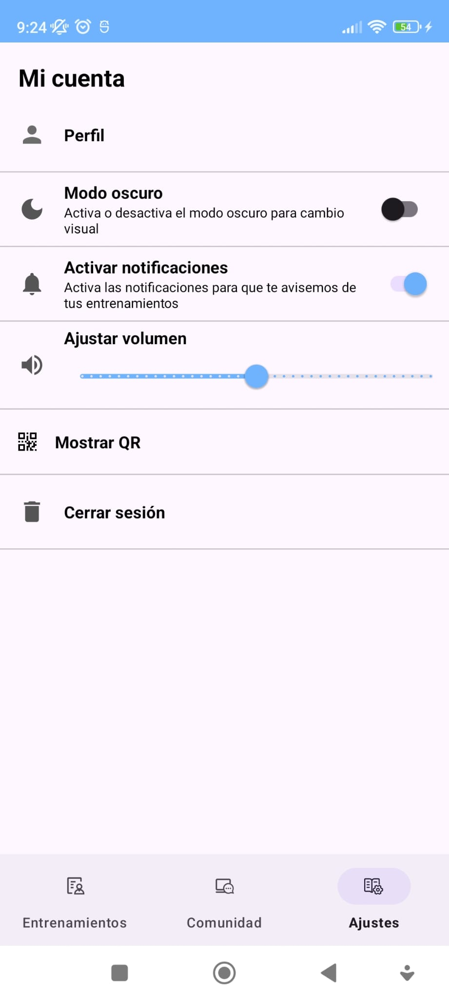 9:24
54
Mi cuenta
Perfil
Modo oscuro
Activa o desactiva el modo oscuro para cambio
visual
Activar notificaciones
Activa las notificaciones para que te avisemos de
tus entrenamientos
Ajustar volumen
Mostrar QR
Cerrar sesión
Entrenamientos
Comunidad
Ajustes